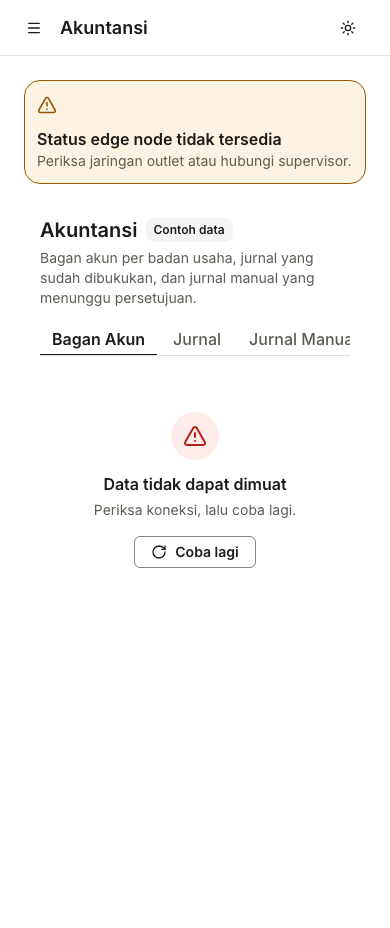 Akuntansi
Status edge node tidak tersedia
Periksa jaringan outlet atau hubungi supervisor.
Akuntansi Contoh data
Bagan akun per badan usaha, jurnal yang
sudah dibukukan, dan jurnal manual yang
menunggu persetujuan.
Bagan Akun Jurnal Jurnal Manua
Data tidak dapat dimuat
Periksa koneksi, lalu coba lagi.
Coba lagi